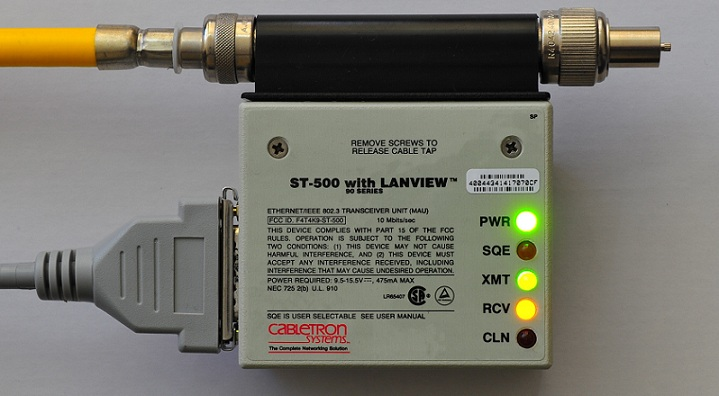 SP
REMOVE SCREWS TO
RELEASE CABLE TAP
ST-500 with LANVIEW™
90 SERIES
40044341417070CF
ETHERNET/IEEE 802.3 TRANSCEIVER UNIT (MAU)
FCC ID. F4T4K9-ST-500 10 Mbits/sec
THIS DEVICE COMPLIES WITH PART 15 OF THE FCC
RULES. OPERATION IS SUBJECT TO THE FOLLOWING
TWO CONDITIONS: (1) THIS DEVICE MAY NOT CAUSE
HARMFUL INTERFERENCE, AND (2) THIS DEVICE MUST
ACCEPT ANY INTERFERENCE RECEIVED, INCLUDING
INTERFERENCE THAT MAY CAUSE UNDESIRED OPERATION.
POWER REQUIRED: 9.5-15.5V⎓, 475mA MAX
NEC 725 2(b) U.L. 910
LR65407
SQE IS USER SELECTABLE SEE USER MANUAL
CABLETRON
SYSTEMS
The Complete Networking Solution
PWR
SQE
XMT
RCV
CLN